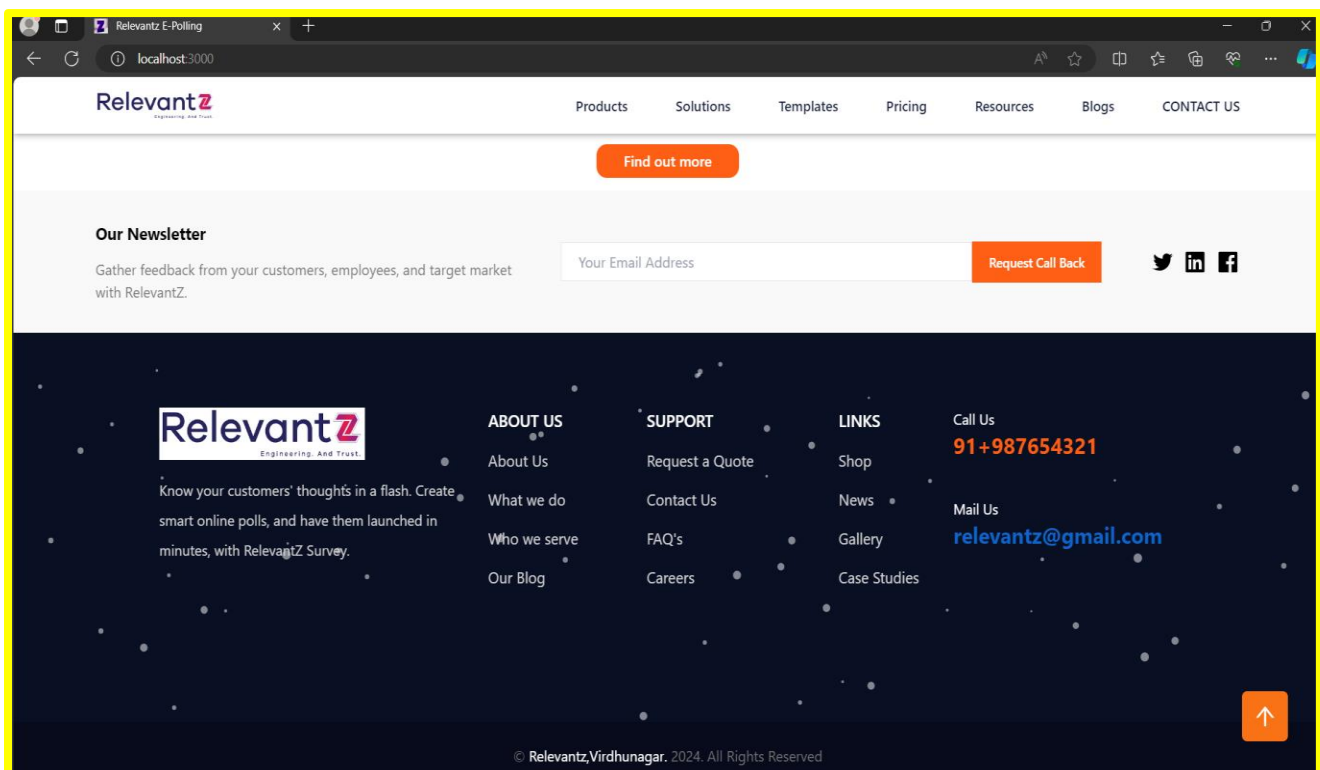 Relevantz E-Polling
localhost:3000
RelevantZ
Engineering. And Trust.
Products Solutions Templates Pricing Resources Blogs CONTACT US
Find out more
Our Newsletter
Gather feedback from your customers, employees, and target market
with RelevantZ.
Your Email Address
Request Call Back
RelevantZ
Engineering. And Trust.
Know your customers' thoughts in a flash. Create
smart online polls, and have them launched in
minutes, with RelevantZ Survey.
ABOUT US
About Us
What we do
Who we serve
Our Blog
SUPPORT
Request a Quote
Contact Us
FAQ's
Careers
LINKS
Shop
News
Gallery
Case Studies
Call Us
91+987654321
Mail Us
relevantz@gmail.com
© Relevantz,Virdhunagar. 2024. All Rights Reserved